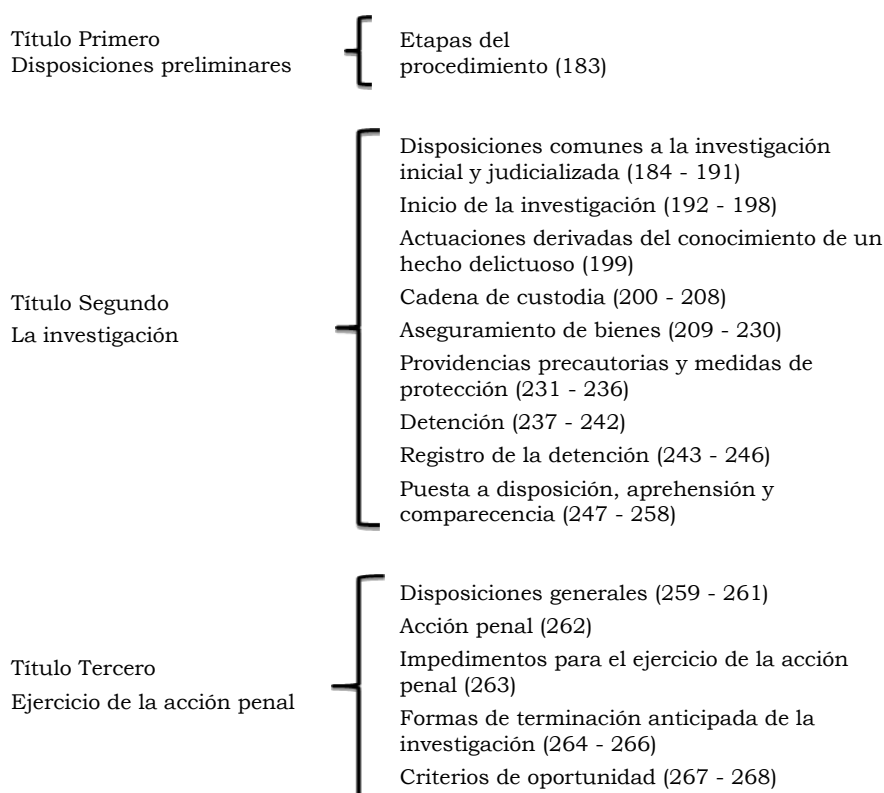 Título Primero
Disposiciones preliminares
Etapas del
procedimiento (183)
Título Segundo
La investigación
Disposiciones comunes a la investigación
inicial y judicializada (184 - 191)
Inicio de la investigación (192 - 198)
Actuaciones derivadas del conocimiento de un
hecho delictuoso (199)
Cadena de custodia (200 - 208)
Aseguramiento de bienes (209 - 230)
Providencias precautorias y medidas de
protección (231 - 236)
Detención (237 - 242)
Registro de la detención (243 - 246)
Puesta a disposición, aprehensión y
comparecencia (247 - 258)
Título Tercero
Ejercicio de la acción penal
Disposiciones generales (259 - 261)
Acción penal (262)
Impedimentos para el ejercicio de la acción
penal (263)
Formas de terminación anticipada de la
investigación (264 - 266)
Criterios de oportunidad (267 - 268)